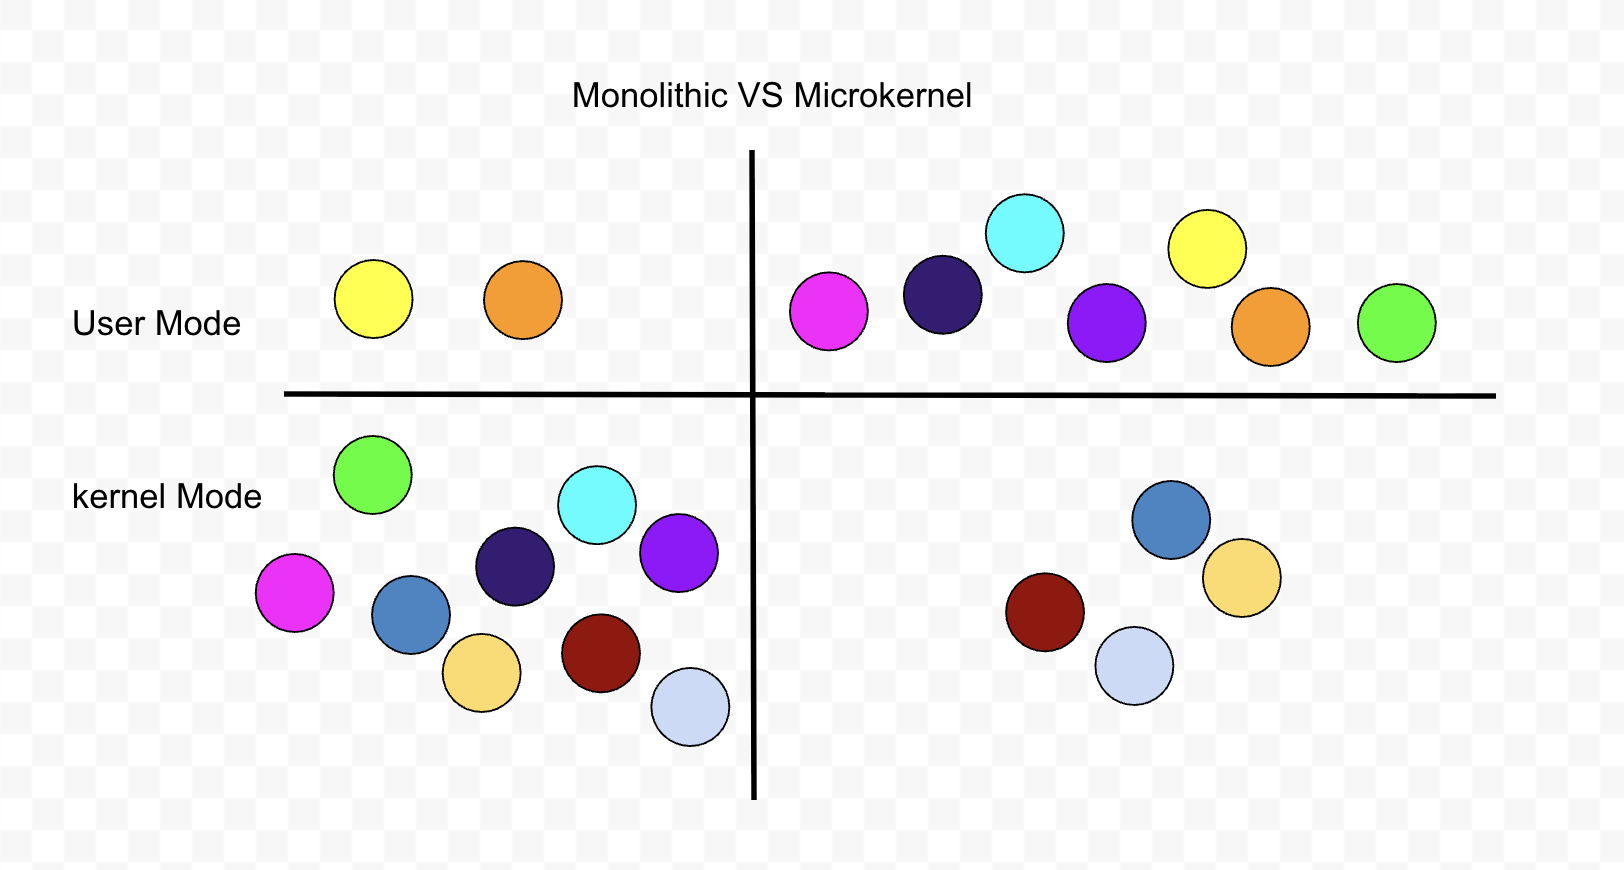 Monolithic VS Microkernel
User Mode
kernel Mode